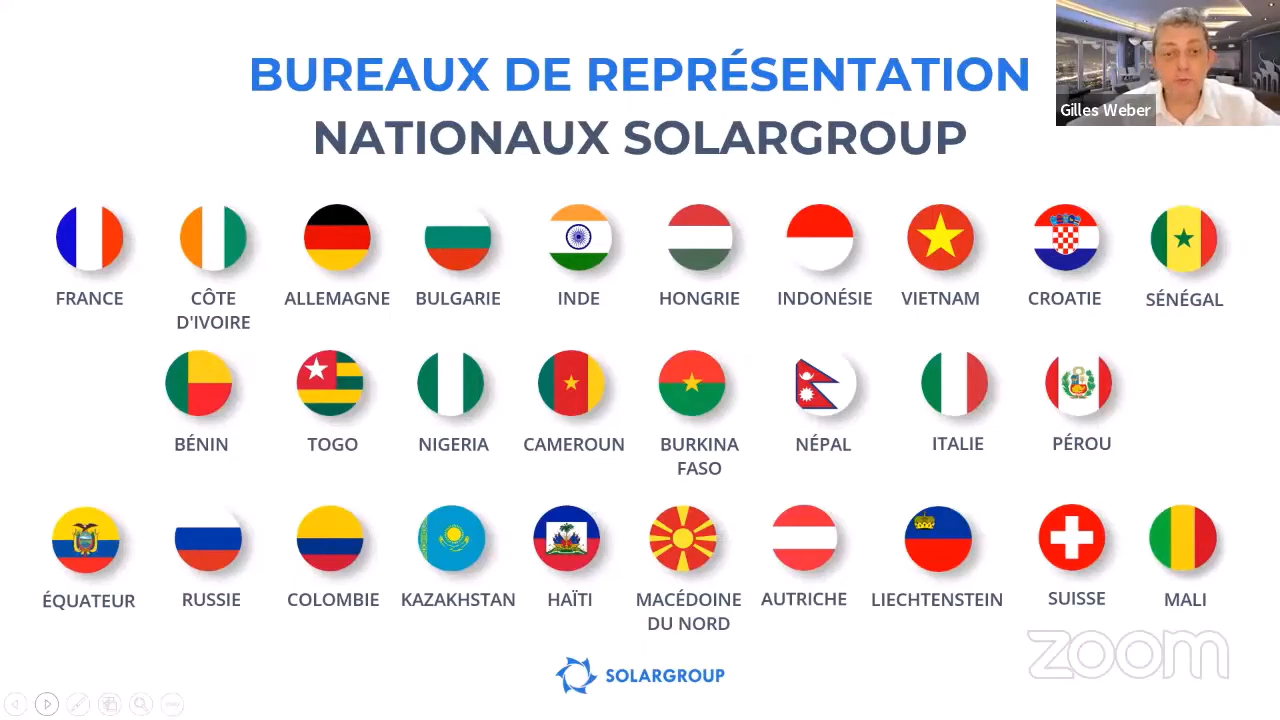 BUREAUX DE REPRÉSENTATION
NATIONAUX SOLARGROUP
Gilles Weber
FRANCE
CÔTE
D'IVOIRE
ALLEMAGNE
BULGARIE
INDE
HONGRIE
INDONÉSIE
VIETNAM
CROATIE
SÉNÉGAL
BÉNIN
TOGO
NIGERIA
CAMEROUN
BURKINA
FASO
NÉPAL
ITALIE
PÉROU
ÉQUATEUR
RUSSIE
COLOMBIE
KAZAKHSTAN
HAÏTI
MACÉDOINE
DU NORD
AUTRICHE
LIECHTENSTEIN
SUISSE
MALI
zoom
SOLARGROUP